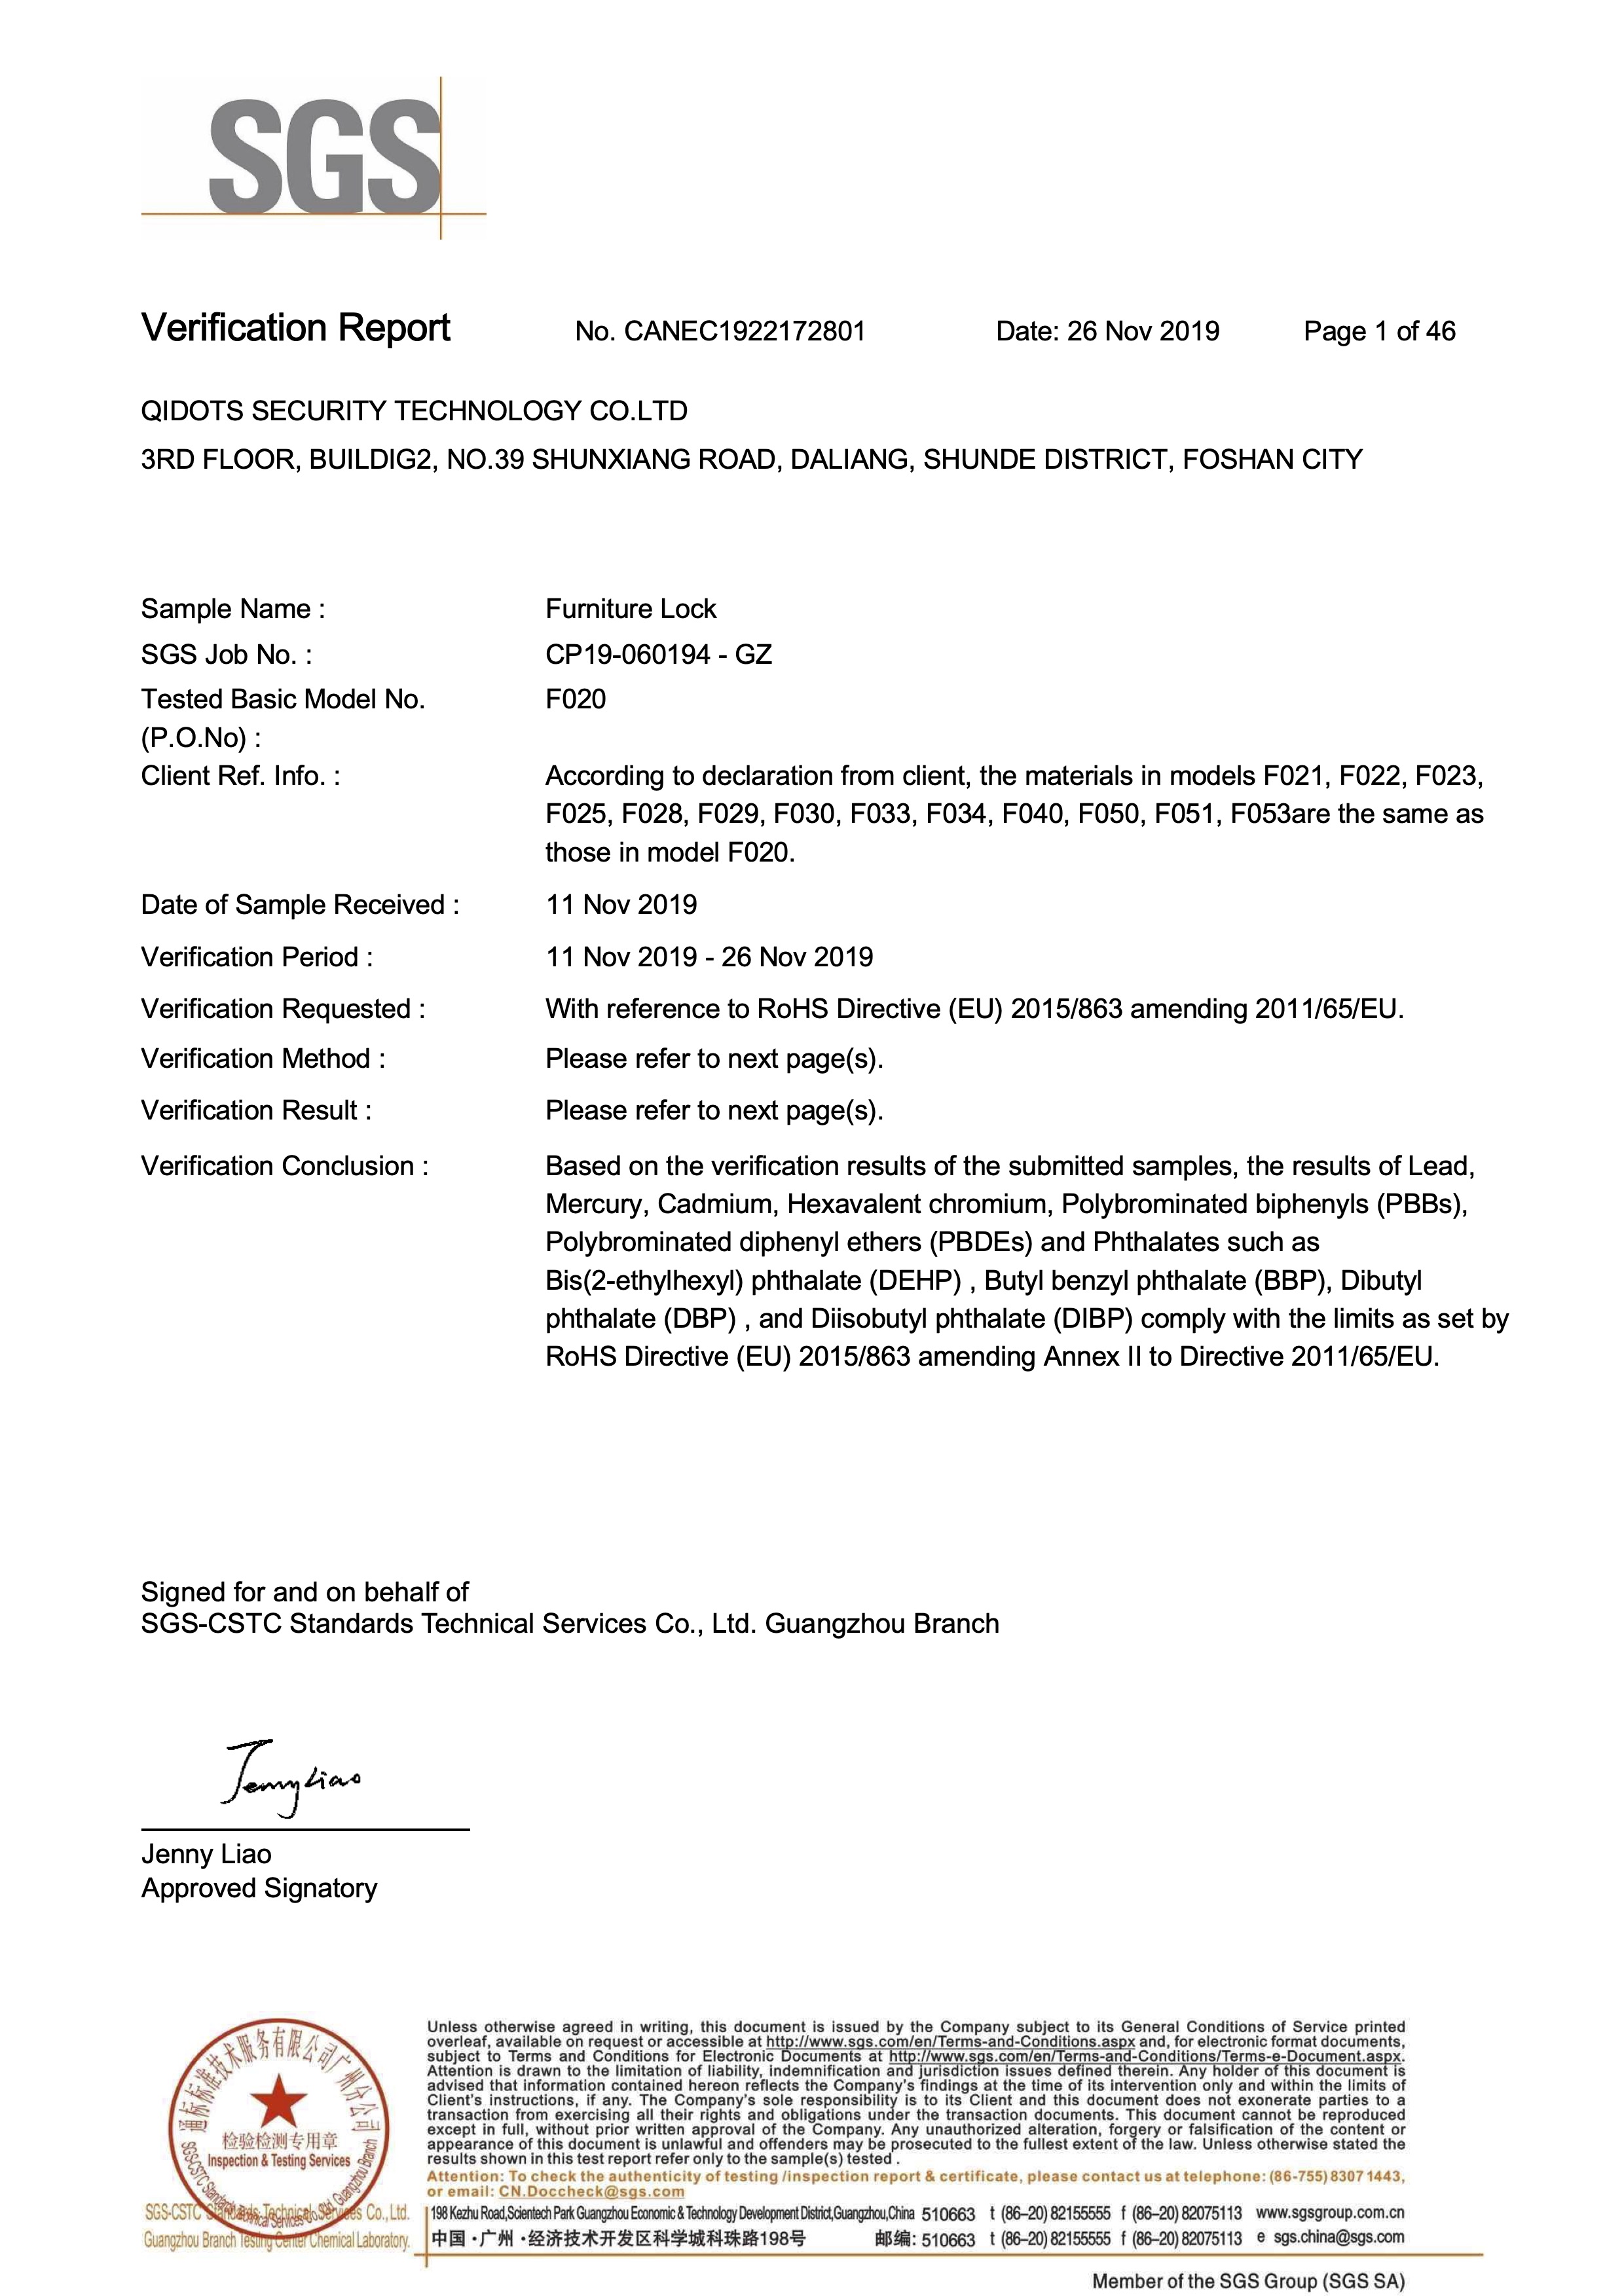 SGS
Verification Report No. CANEC1922172801 Date: 26 Nov 2019 Page 1 of 46
QIDOTS SECURITY TECHNOLOGY CO.LTD
3RD FLOOR, BUILDIG2, NO.39 SHUNXIANG ROAD, DALIANG, SHUNDE DISTRICT, FOSHAN CITY
Sample Name : Furniture Lock
SGS Job No. : CP19-060194 - GZ
Tested Basic Model No. F020
(P.O.No) :
Client Ref. Info. : According to declaration from client, the materials in models F021, F022, F023,
F025, F028, F029, F030, F033, F034, F040, F050, F051, F053are the same as
those in model F020.
Date of Sample Received : 11 Nov 2019
Verification Period : 11 Nov 2019 - 26 Nov 2019
Verification Requested : With reference to RoHS Directive (EU) 2015/863 amending 2011/65/EU.
Verification Method : Please refer to next page(s).
Verification Result : Please refer to next page(s).
Verification Conclusion : Based on the verification results of the submitted samples, the results of Lead,
Mercury, Cadmium, Hexavalent chromium, Polybrominated biphenyls (PBBs),
Polybrominated diphenyl ethers (PBDEs) and Phthalates such as
Bis(2-ethylhexyl) phthalate (DEHP) , Butyl benzyl phthalate (BBP), Dibutyl
phthalate (DBP) , and Diisobutyl phthalate (DIBP) comply with the limits as set by
RoHS Directive (EU) 2015/863 amending Annex II to Directive 2011/65/EU.
Signed for and on behalf of
SGS-CSTC Standards Technical Services Co., Ltd. Guangzhou Branch
Jenny Liao
Jenny Liao
Approved Signatory
通标标准技术服务有限公司广州分公司
检验检测专用章
Inspection & Testing Services
SGS-CSTC Standards Technical Services Co., Ltd. Guangzhou Branch
SGS-CSTC Standards Technical Services Co., Ltd.
Guangzhou Branch Testing Center Chemical Laboratory.
Unless otherwise agreed in writing, this document is issued by the Company subject to its General Conditions of Service printed
overleaf, available on request or accessible at http://www.sgs.com/en/Terms-and-Conditions.aspx and, for electronic format documents,
subject to Terms and Conditions for Electronic Documents at http://www.sgs.com/en/Terms-and-Conditions/Terms-e-Document.aspx.
Attention is drawn to the limitation of liability, indemnification and jurisdiction issues defined therein. Any holder of this document is
advised that information contained hereon reflects the Company's findings at the time of its intervention only and within the limits of
Client's instructions, if any. The Company's sole responsibility is to its Client and this document does not exonerate parties to a
transaction from exercising all their rights and obligations under the transaction documents. This document cannot be reproduced
except in full, without prior written approval of the Company. Any unauthorized alteration, forgery or falsification of the content or
appearance of this document is unlawful and offenders may be prosecuted to the fullest extent of the law. Unless otherwise stated the
results shown in this test report refer only to the sample(s) tested .
Attention: To check the authenticity of testing /inspection report & certificate, please contact us at telephone: (86-755) 8307 1443,
or email: CN.Doccheck@sgs.com
198 Kezhu Road,Scientech Park Guangzhou Economic & Technology Development District,Guangzhou,China 510663 t (86–20) 82155555 f (86–20) 82075113 www.sgsgroup.com.cn
中国 ·广州 ·经济技术开发区科学城科珠路198号 邮编: 510663 t (86–20) 82155555 f (86–20) 82075113 e sgs.china@sgs.com
Member of the SGS Group (SGS SA)